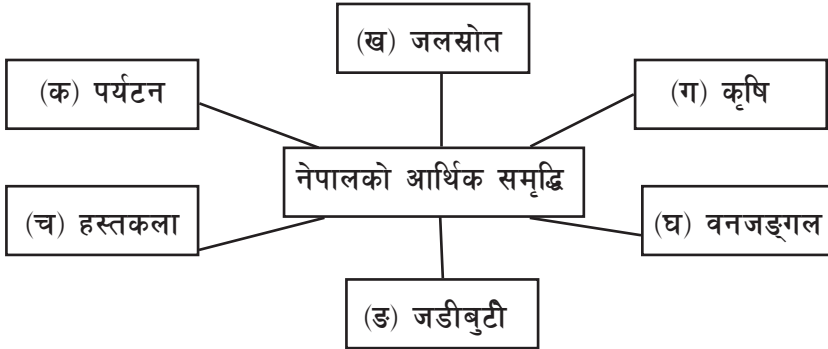 (ख) जलस्रोत
(क) पर्यटन
(ग) कृषि
नेपालको आर्थिक समृद्धि
(च) हस्तकला
(घ) वनजङ्गल
(ङ) जडीबुटी